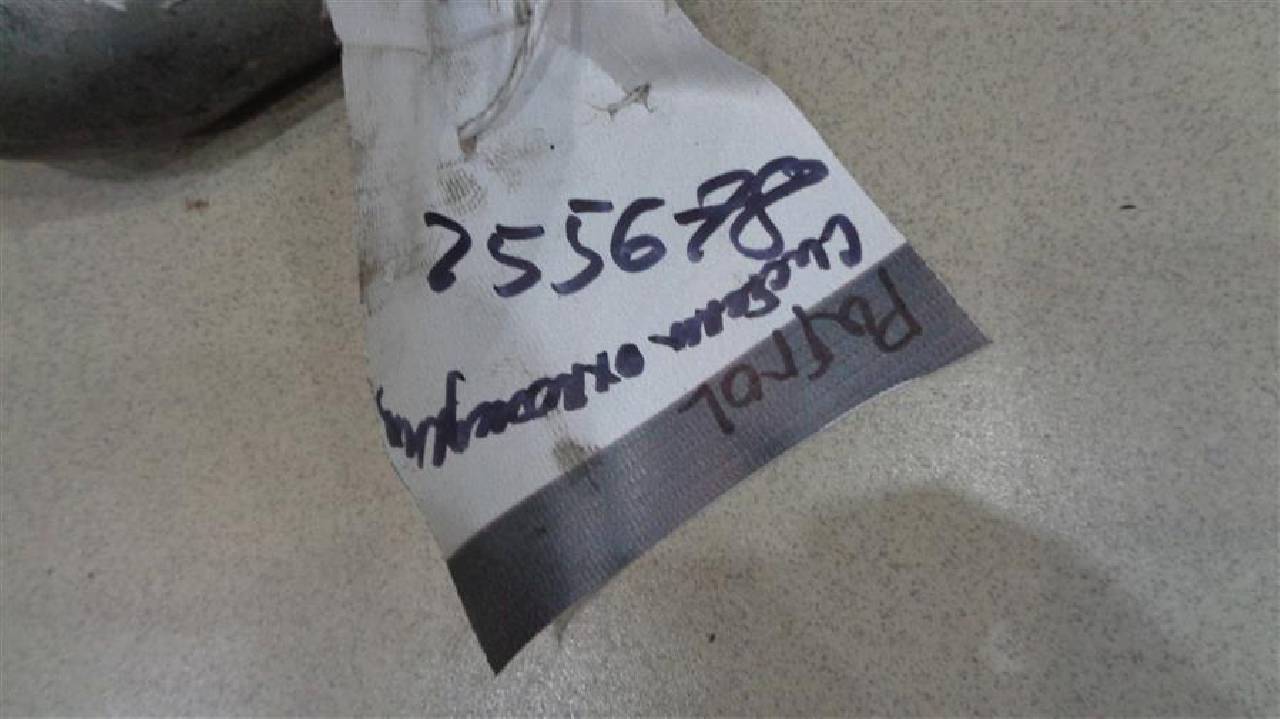 255678
система охлаждения
Patrol